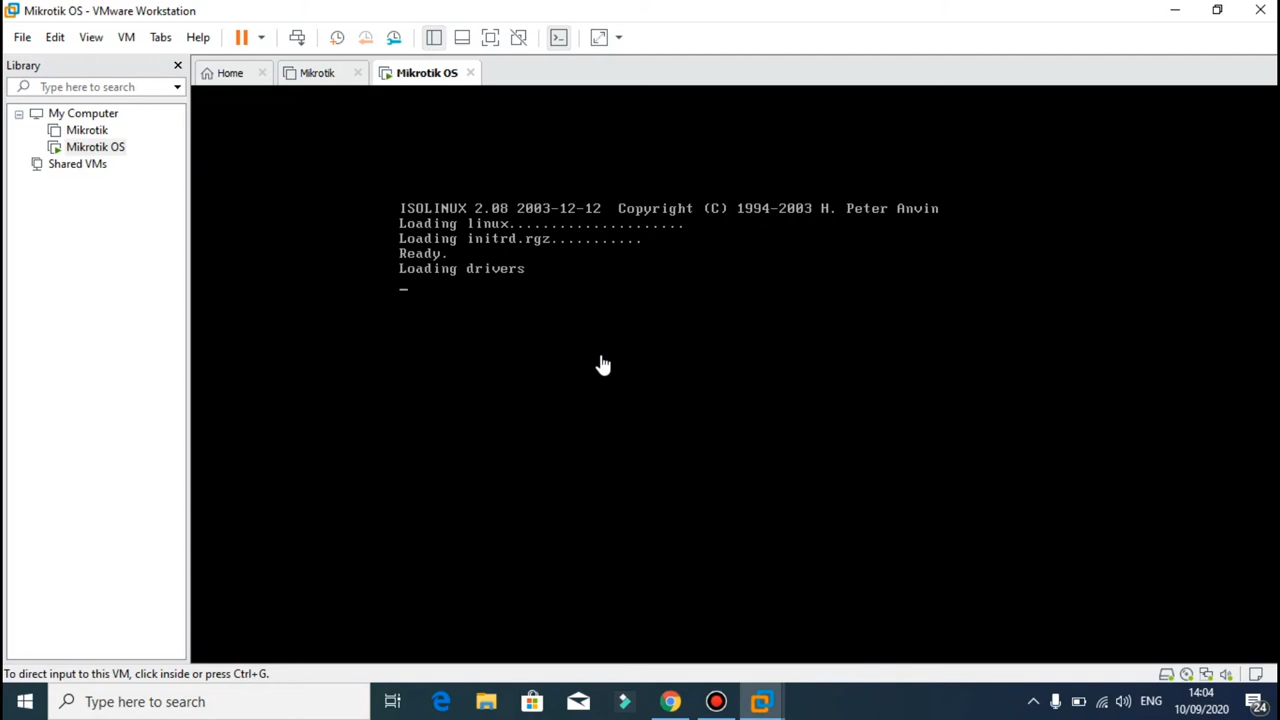 Mikrotik OS - VMware Workstation
File Edit View VM Tabs Help
Library
Type here to search
My Computer
Mikrotik
Mikrotik OS
Shared VMs
Home
Mikrotik
Mikrotik OS
ISOLINUX 2.08 2003-12-12 Copyright (C) 1994-2003 H. Peter Anvin
Loading linux.....................
Loading initrd.rgz...........
Ready.
Loading drivers
_
To direct input to this VM, click inside or press Ctrl+G.
Type here to search
ENG
14:04
10/09/2020
24